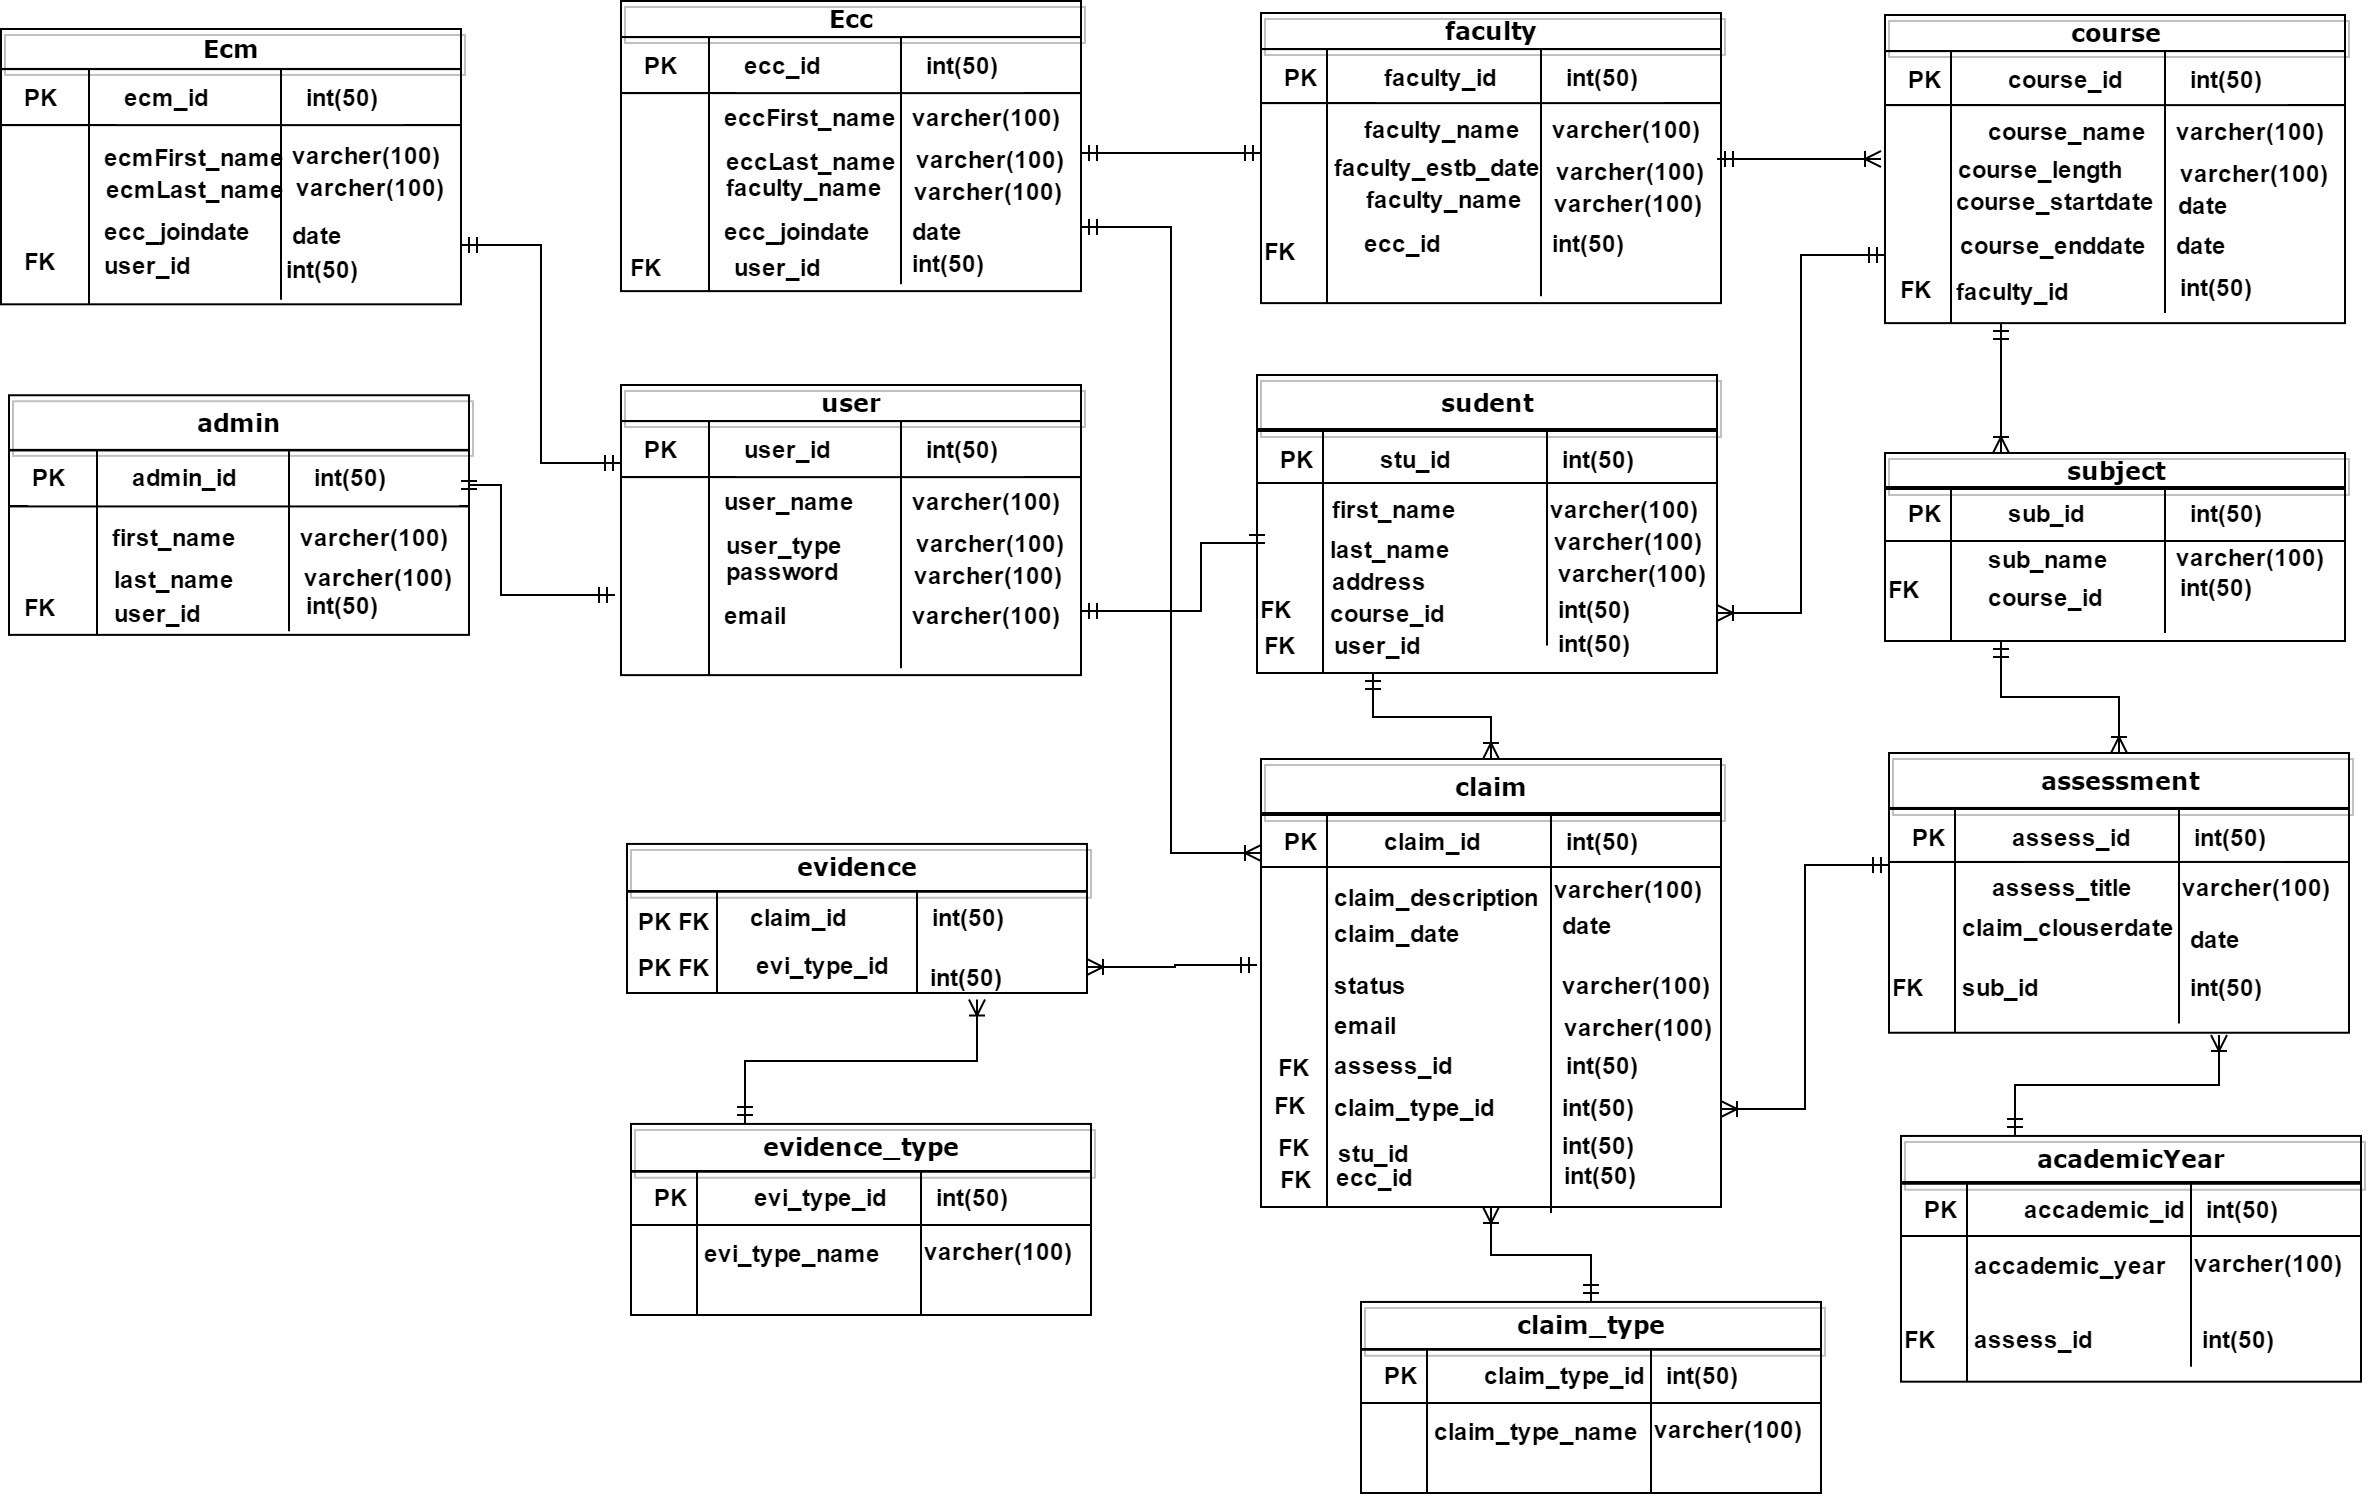 Ecm
PK ecm_id int(50)
ecmFirst_name varcher(100)
ecmLast_name varcher(100)
ecc_joindate date
FK user_id int(50)
Ecc
PK ecc_id int(50)
eccFirst_name varcher(100)
eccLast_name varcher(100)
faculty_name varcher(100)
ecc_joindate date
FK user_id int(50)
faculty
PK faculty_id int(50)
faculty_name varcher(100)
faculty_estb_date varcher(100)
faculty_name varcher(100)
FK ecc_id int(50)
course
PK course_id int(50)
course_name varcher(100)
course_length varcher(100)
course_startdate date
course_enddate date
FK faculty_id int(50)
admin
PK admin_id int(50)
first_name varcher(100)
last_name varcher(100)
FK user_id int(50)
user
PK user_id int(50)
user_name varcher(100)
user_type varcher(100)
password varcher(100)
email varcher(100)
sudent
PK stu_id int(50)
first_name varcher(100)
last_name varcher(100)
address varcher(100)
FK course_id int(50)
FK user_id int(50)
subject
PK sub_id int(50)
sub_name varcher(100)
FK course_id int(50)
evidence
PK FK claim_id int(50)
PK FK evi_type_id int(50)
claim
PK claim_id int(50)
claim_description varcher(100)
claim_date date
status varcher(100)
email varcher(100)
FK assess_id int(50)
FK claim_type_id int(50)
FK stu_id int(50)
FK ecc_id int(50)
assessment
PK assess_id int(50)
assess_title varcher(100)
claim_clouserdate date
FK sub_id int(50)
evidence_type
PK evi_type_id int(50)
evi_type_name varcher(100)
academicYear
PK accademic_id int(50)
accademic_year varcher(100)
FK assess_id int(50)
claim_type
PK claim_type_id int(50)
claim_type_name varcher(100)